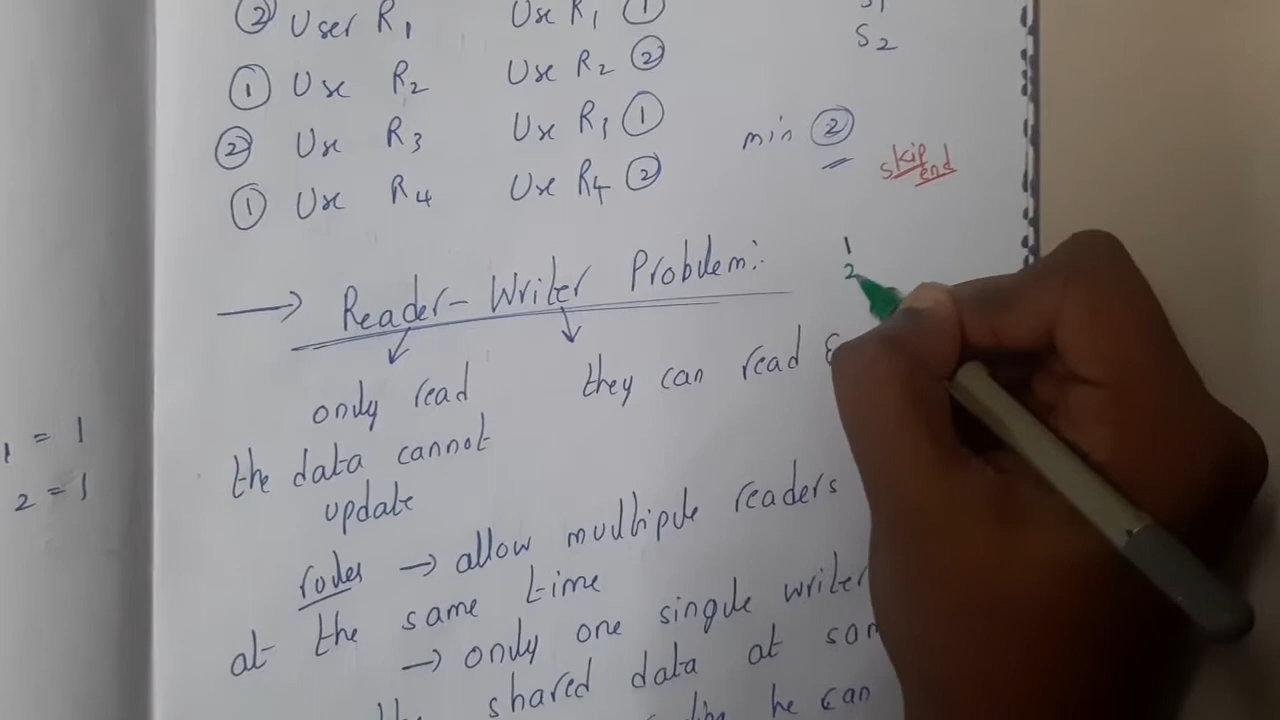 ② User R1 Use R1 ①
S2
① Use R2 Use R2 ②
② Use R3 Use R3 ①
min ②
skip end
① Use R4 Use R4 ②
1
2
→ Reader-Writer Problem:
only read they can read &
the data cannot
update
rules → allow multiple readers
at the same time
→ only one single writer
shared data at
he can
1 = 1
2 = 1